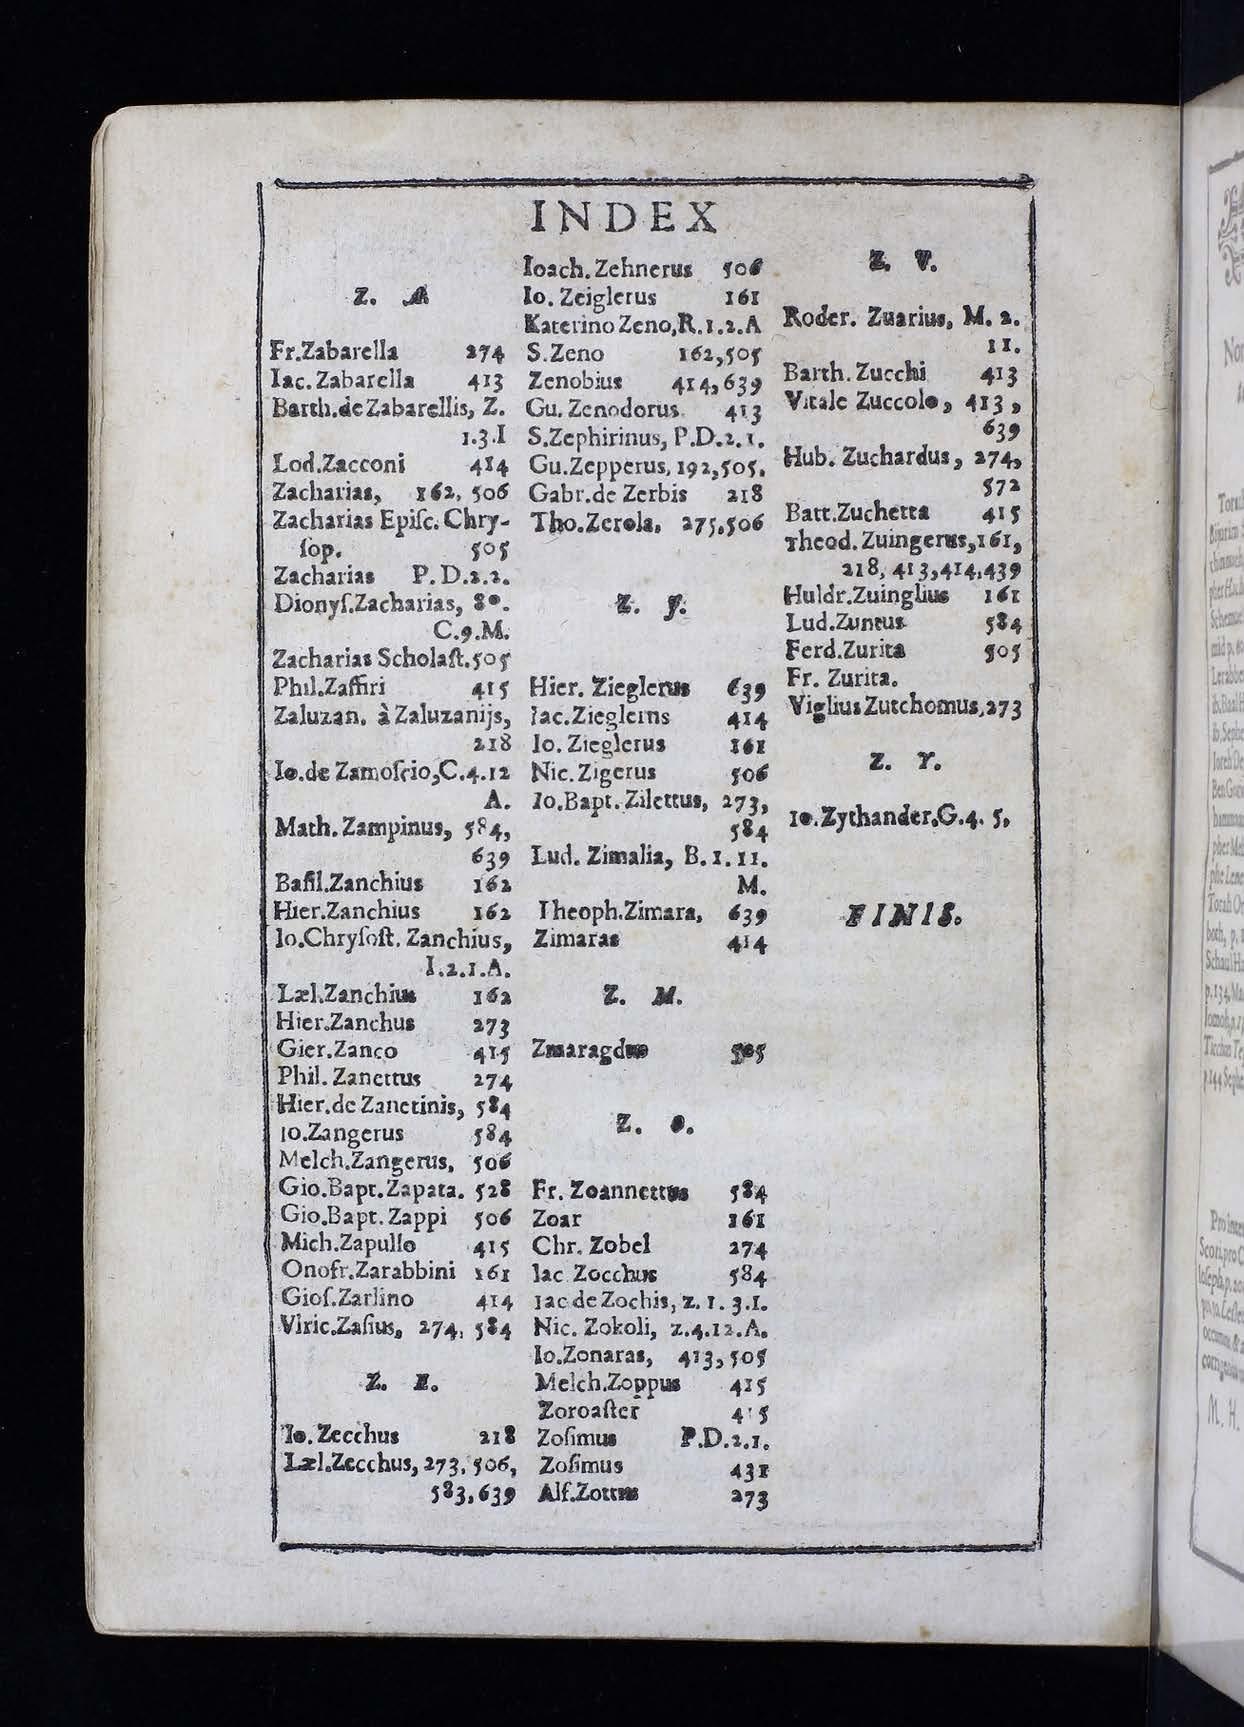 INDEX
Z. A
Fr.Zabarella 274
Iac.Zabarella 413
Barth.de Zabarellis, Z.
1.3.I
Lod.Zacconi 414
Zacharias, 162, 506
Zacharias Epiſc. Chry-
ſop. 505
Zacharias P.D.2.2.
Dionyſ.Zacharias, 8°.
C.9.M.
Zacharias Scholaſt.505
Phil.Zaffiri 415
Zaluzan. à Zaluzanijs,
218
Io.de Zamoſcio,C.4.12
A.
Math. Zampinus, 584,
639
Baſil.Zanchius 162
Hier.Zanchius 162
Io.Chryſoſt. Zanchius,
I.2.1.A.
Læl.Zanchius 162
Hier.Zanchus 273
Gier.Zanco 415
Phil. Zanettus 274
Hier.de Zanetinis, 584
Io.Zangerus 584
Melch.Zangerus, 506
Gio.Bapt.Zapata. 528
Gio.Bapt. Zappi 506
Mich.Zapullo 415
Onofr.Zarabbini 161
Gioſ.Zarlino 414
Viric.Zaſius, 274, 584
Z. E.
Io. Zecchus 218
Læl.Zecchus, 273, 506,
583,639
Ioach. Zehnerus 506
Io. Zeiglerus 161
Katerino Zeno,R.1.2.A
S.Zeno 162,505
Zenobius 414,639
Gu. Zenodorus. 413
S.Zephirinus, P.D.2.1.
Gu.Zepperus, 192,505.
Gabr.de Zerbis 218
Tho.Zerola. 275,506
Z. J.
Hier. Zieglerus 639
Iac.Zieglerus 414
Io. Zieglerus 161
Nic. Zigerus 506
Io.Bapt. Zilettus, 273,
584
Lud. Zimalia, B.1.11.
M.
Theoph.Zimara, 639
Zimaras 414
Z. M.
Zmaragdus 505
Z. O.
Fr. Zoannettus 584
Zoar 161
Chr. Zobel 274
Iac Zocchus 584
Iac de Zochis, Z. 1. 3.I.
Nic. Zokoli, Z.4.12.A.
Io.Zonaras, 413,505
Melch.Zoppus 415
Zoroaſter 415
Zoſimus P.D.2.1.
Zoſimus 431
Alf.Zottus 273
Z. V.
Roder. Zuarius, M. 2.
11.
Barth. Zucchi 413
Vitale Zuccolo, 413,
639
Hub. Zuchardus, 274,
572
Batt.Zuchetta 415
Theod. Zuingerus,161,
218, 413,414,439
Huldr.Zuinglius 161
Lud.Zuntus 584
Ferd.Zurita 505
Fr. Zurita.
Viglius Zutchomus,273
Z. Y.
Io.Zythander.G.4. 5.
FINIS.